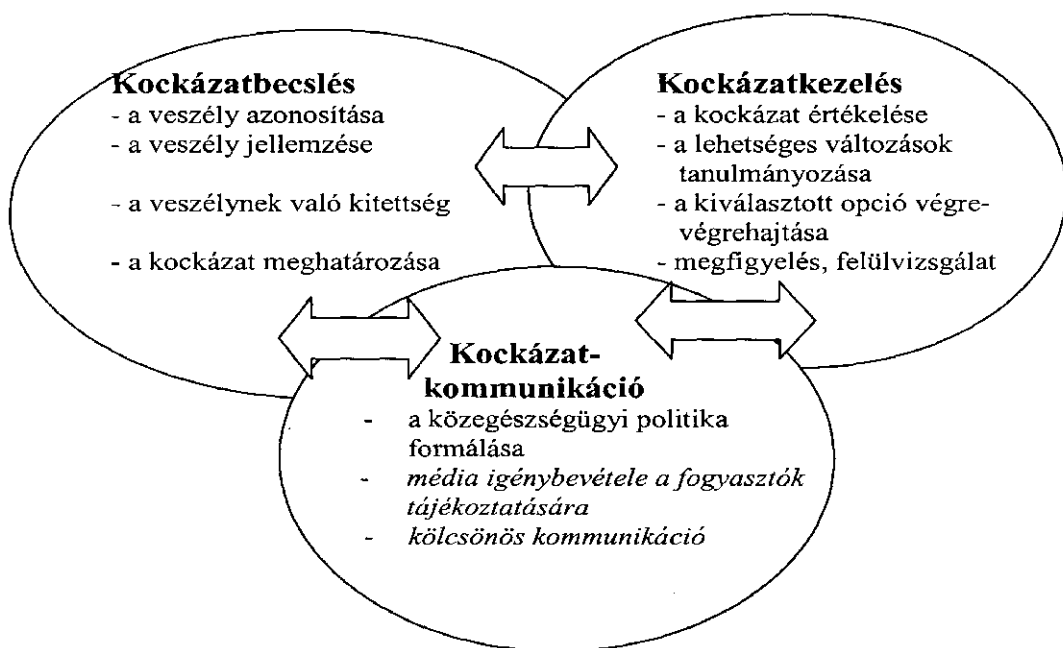 Kockázatbecslés
- a veszély azonosítása
- a veszély jellemzése
- a veszélynek való kitettség
- a kockázat meghatározása
Kockázatkezelés
- a kockázat értékelése
- a lehetséges változások
tanulmányozása
- a kiválasztott opció végre-
végrehajtása
- megfigyelés, felülvizsgálat
Kockázat-
kommunikáció
- a közegészségügyi politika
formálása
- média igénybevétele a fogyasztók
tájékoztatására
- kölcsönös kommunikáció